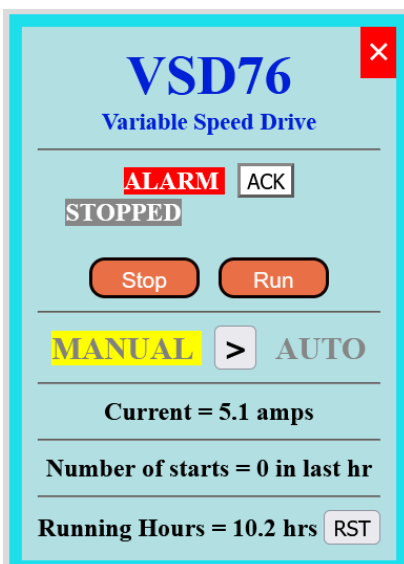 ×
VSD76
Variable Speed Drive
ALARM ACK
STOPPED
Stop Run
MANUAL > AUTO
Current = 5.1 amps
Number of starts = 0 in last hr
Running Hours = 10.2 hrs RST